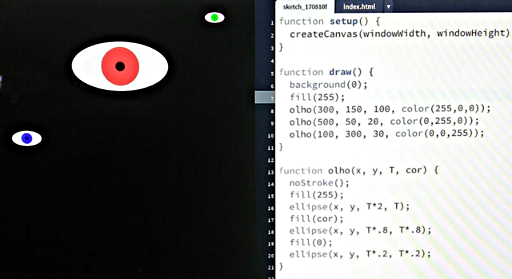 sketch_170810f
index.html
1 function setup() {
2 createCanvas(windowWidth, windowHeight)
3 }
4
5 function draw() {
6 background(0);
7 fill(255);
8 olho(300, 150, 100, color(255,0,0));
9 olho(500, 50, 20, color(0,255,0));
10 olho(100, 300, 30, color(0,0,255));
11 }
12
13 function olho(x, y, T, cor) {
14 noStroke();
15 fill(255);
16 ellipse(x, y, T*2, T);
17 fill(cor);
18 ellipse(x, y, T*.8, T*.8);
19 fill(0);
20 ellipse(x, y, T*.2, T*.2);
21 }